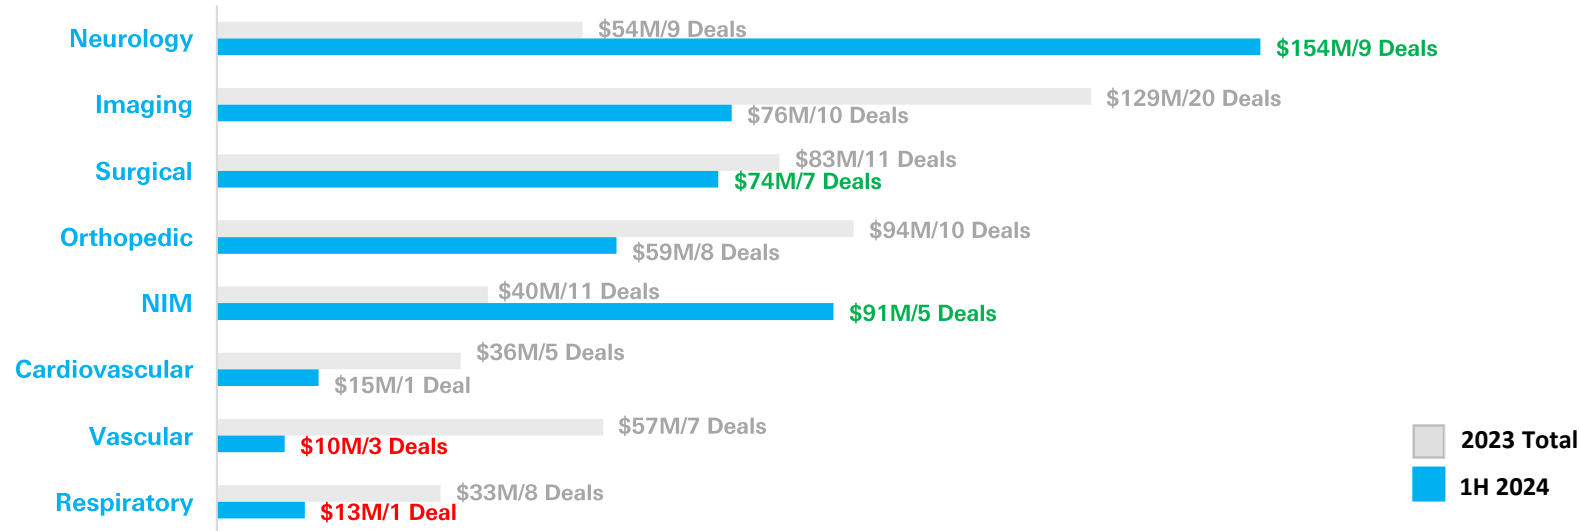 Neurology
$54M/9 Deals
$154M/9 Deals
Imaging
$129M/20 Deals
$76M/10 Deals
Surgical
$83M/11 Deals
$74M/7 Deals
Orthopedic
$94M/10 Deals
$59M/8 Deals
NIM
$40M/11 Deals
$91M/5 Deals
Cardiovascular
$36M/5 Deals
$15M/1 Deal
Vascular
$57M/7 Deals
$10M/3 Deals
Respiratory
$33M/8 Deals
$13M/1 Deal
2023 Total
1H 2024